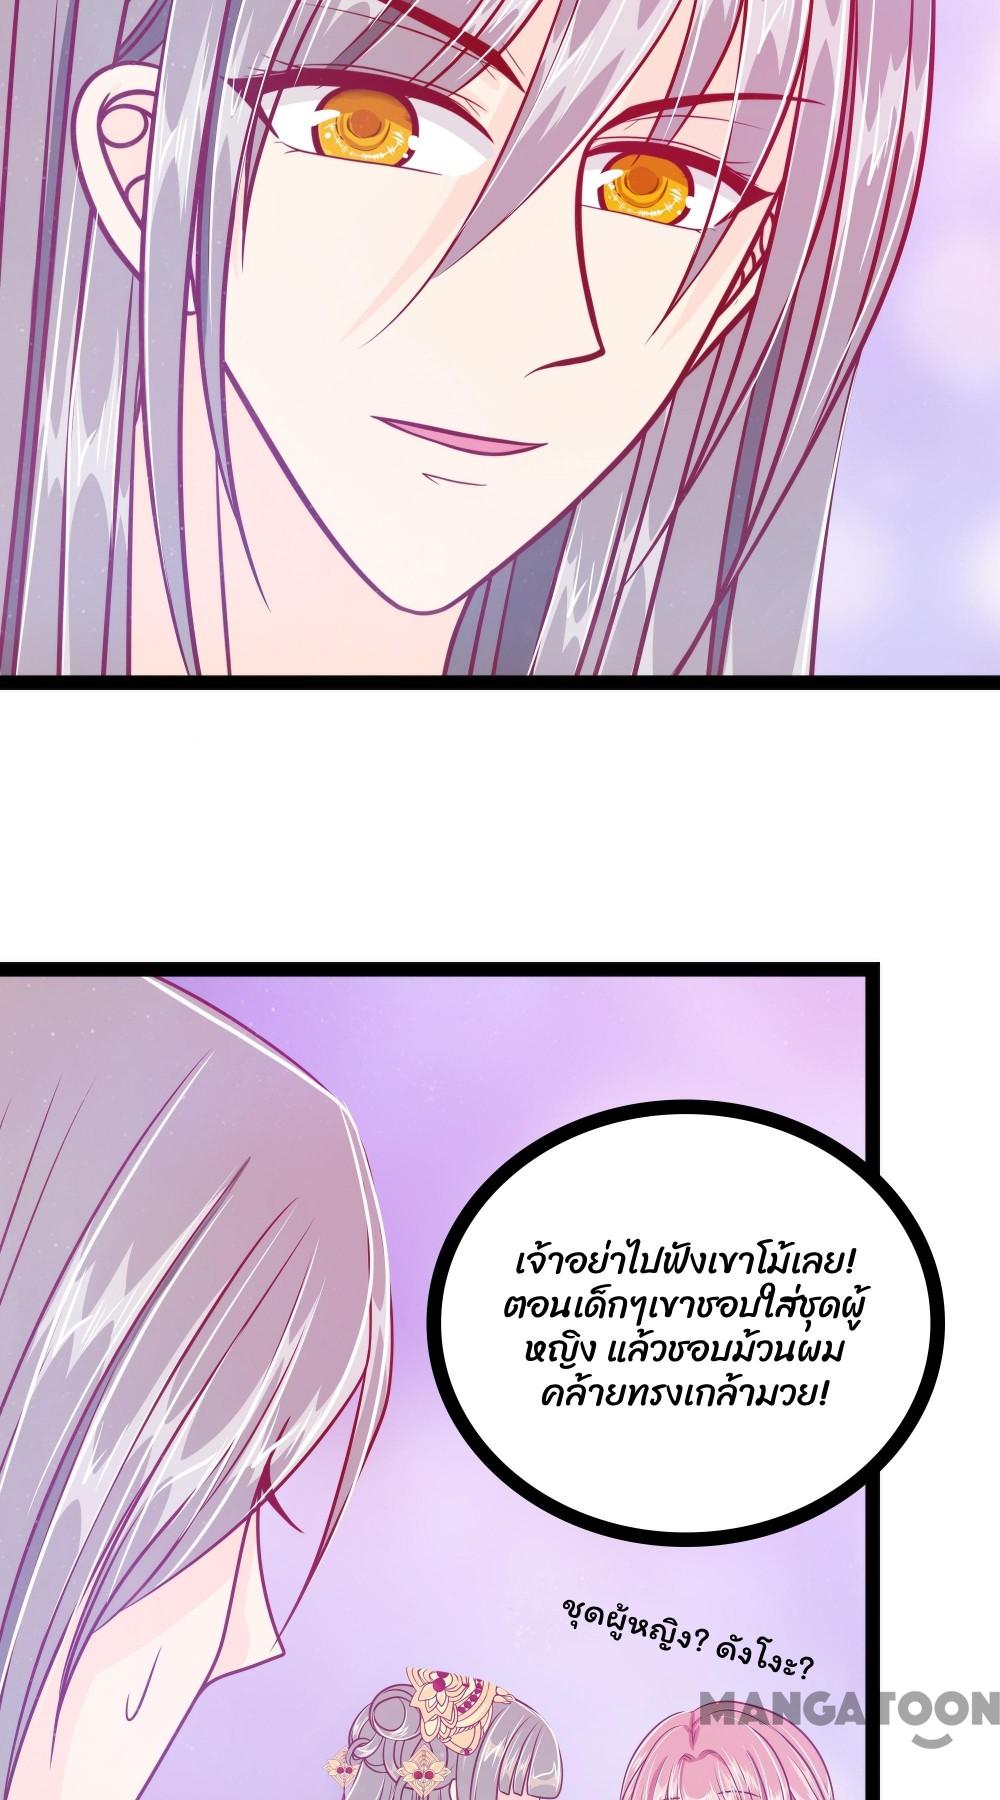 เจ้าอย่าไปฟังเขาโม้เลย!
ตอนเด็กๆเขาชอบใส่ชุดผู้
หญิง แล้วชอบม้วนผม
คล้ายทรงเกล้ามวย!
ชุดผู้หญิง? ดังโงะ?
MANGATOON